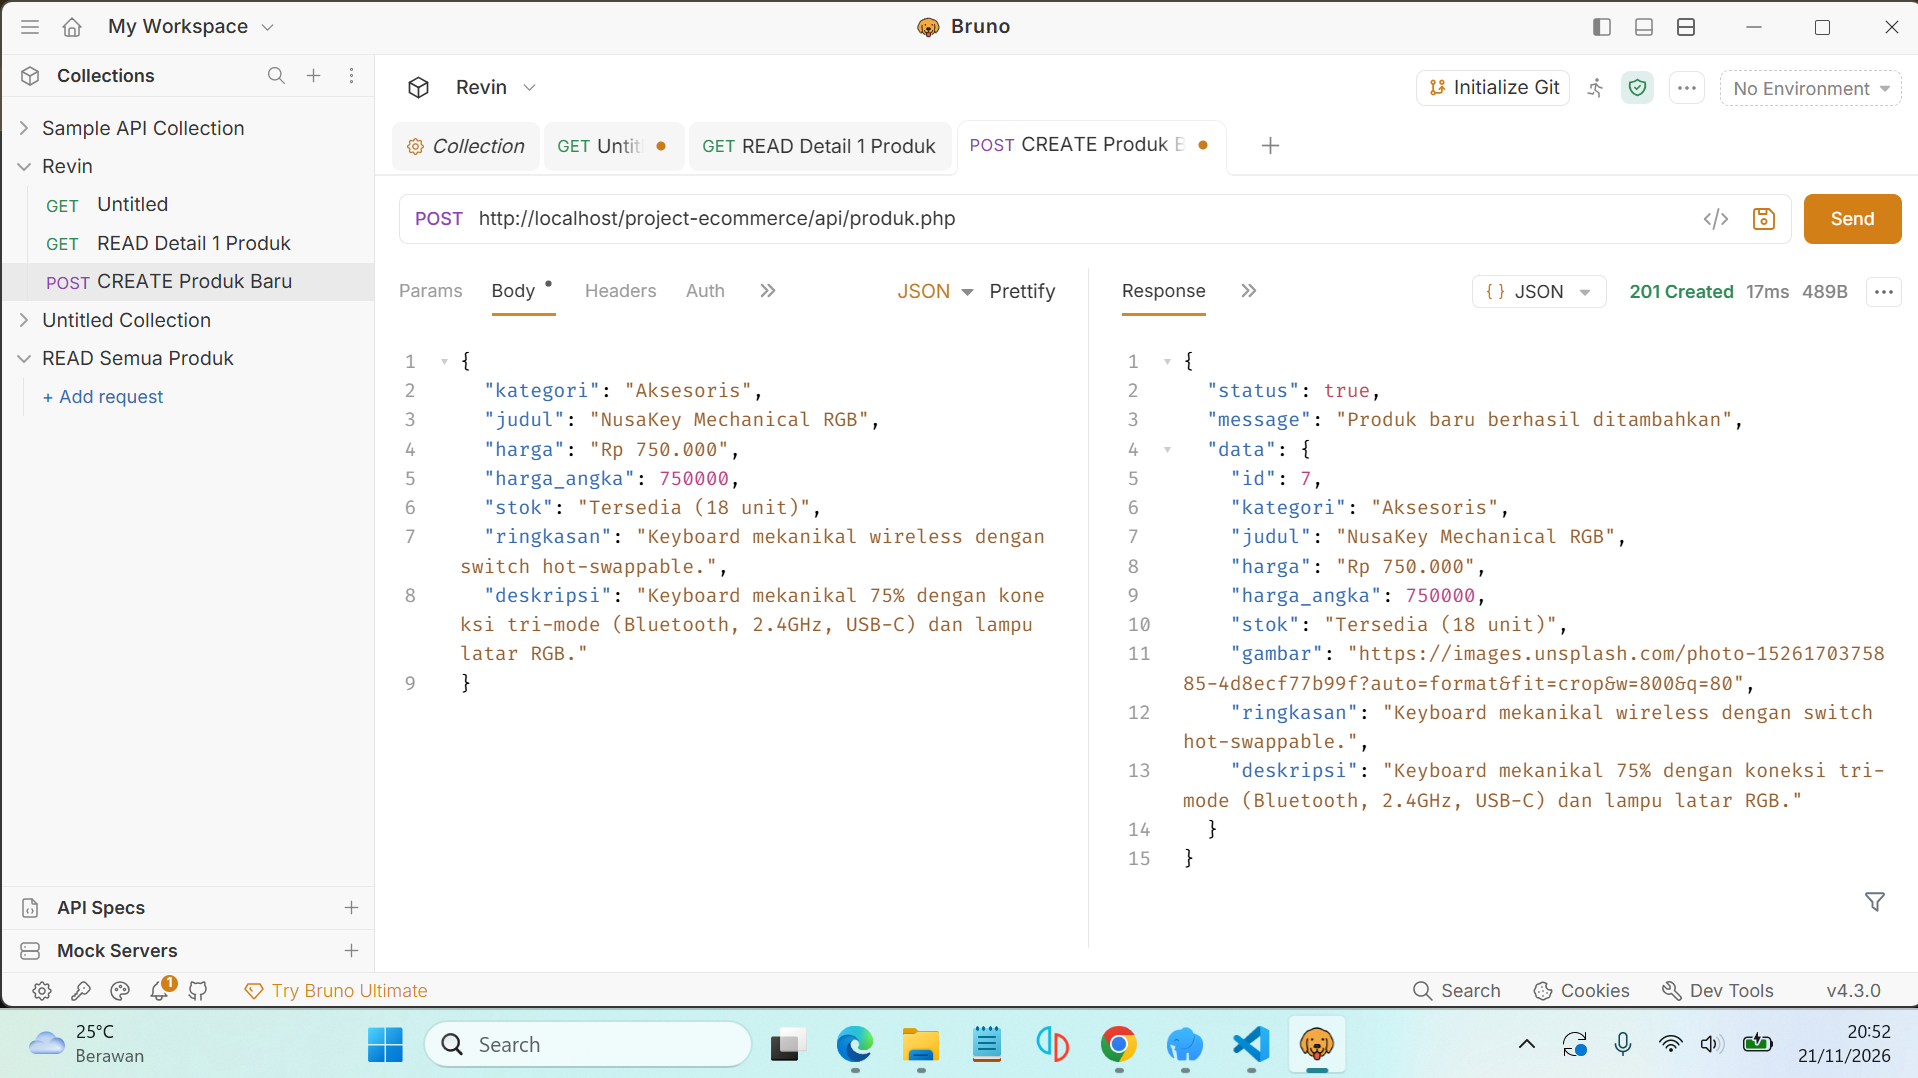 My Workspace
Bruno
Collections
Revin
Initialize Git
No Environment
Sample API Collection
Revin
GET Untitled
GET READ Detail 1 Produk
POST CREATE Produk Baru
Untitled Collection
READ Semua Produk
+ Add request
API Specs
Mock Servers
Collection
GET Untit
GET READ Detail 1 Produk
POST CREATE Produk B
POST http://localhost/project-ecommerce/api/produk.php
Send
Params Body Headers Auth JSON Prettify
1 {
2 "kategori": "Aksesoris",
3 "judul": "NusaKey Mechanical RGB",
4 "harga": "Rp 750.000",
5 "harga_angka": 750000,
6 "stok": "Tersedia (18 unit)",
7 "ringkasan": "Keyboard mekanikal wireless dengan
switch hot-swappable.",
8 "deskripsi": "Keyboard mekanikal 75% dengan kone
ksi tri-mode (Bluetooth, 2.4GHz, USB-C) dan lampu
latar RGB."
9 }
Response { } JSON 201 Created 17ms 489B
1 {
2 "status": true,
3 "message": "Produk baru berhasil ditambahkan",
4 "data": {
5 "id": 7,
6 "kategori": "Aksesoris",
7 "judul": "NusaKey Mechanical RGB",
8 "harga": "Rp 750.000",
9 "harga_angka": 750000,
10 "stok": "Tersedia (18 unit)",
11 "gambar": "https://images.unsplash.com/photo-15261703758
85-4d8ecf77b99f?auto=format&fit=crop&w=800&q=80",
12 "ringkasan": "Keyboard mekanikal wireless dengan switch
hot-swappable.",
13 "deskripsi": "Keyboard mekanikal 75% dengan koneksi tri-
mode (Bluetooth, 2.4GHz, USB-C) dan lampu latar RGB."
14 }
15 }
1
Try Bruno Ultimate
Search
Cookies
Dev Tools
v4.3.0
25°C
Berawan
Search
20:52
21/11/2026